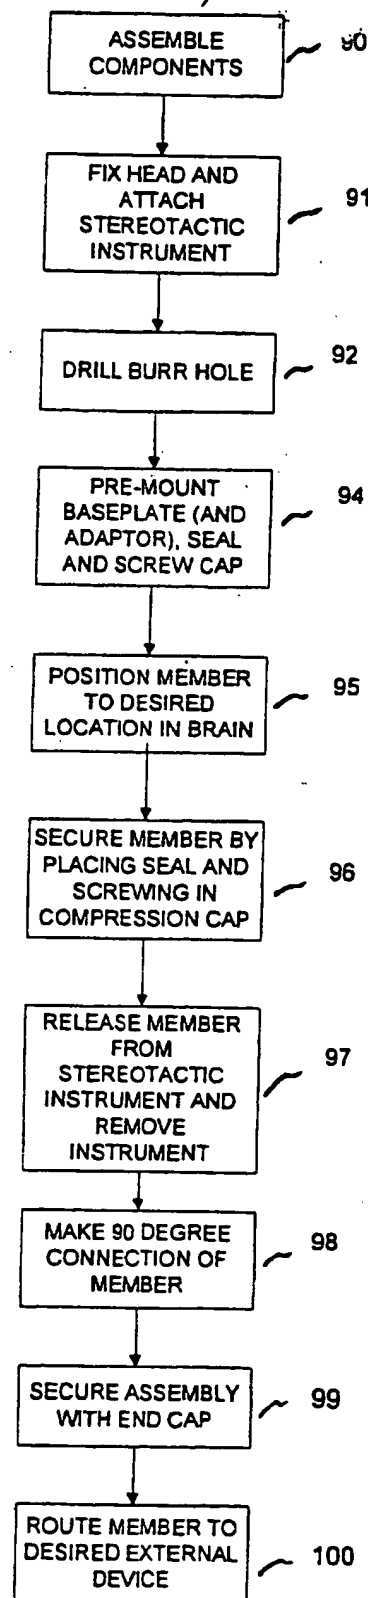 ASSEMBLE
COMPONENTS
90
FIX HEAD AND
ATTACH
STEREOTACTIC
INSTRUMENT
91
DRILL BURR HOLE
92
PRE-MOUNT
BASEPLATE (AND
ADAPTOR), SEAL
AND SCREW CAP
94
POSITION MEMBER
TO DESIRED
LOCATION IN BRAIN
95
SECURE MEMBER BY
PLACING SEAL AND
SCREWING IN
COMPRESSION CAP
96
RELEASE MEMBER
FROM
STEREOTACTIC
INSTRUMENT AND
REMOVE
INSTRUMENT
97
MAKE 90 DEGREE
CONNECTION OF
MEMBER
98
SECURE ASSEMBLY
WITH END CAP
99
ROUTE MEMBER TO
DESIRED EXTERNAL
DEVICE
100